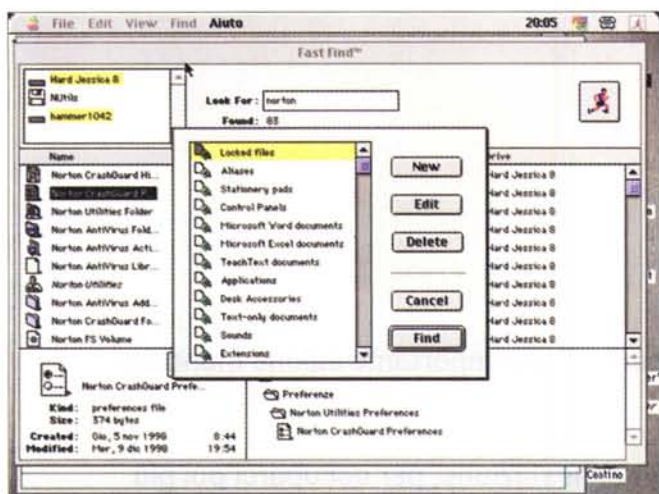 File Edit View Find Aiuto 20:05
Fast Find™
Hard Jessica 8
NUtils
hammer1042
Look For: norton
Found: 83
Name
Drive
Norton CrashGuard Hi...
Norton CrashGuard P...
Norton Utilities Folder
Norton AntiVirus Fold...
Norton AntiVirus Acti...
Norton AntiVirus Libr...
Norton Utilities
Norton AntiVirus Add...
Norton CrashGuard Fo...
Norton FS Volume
Locked files
Aliases
Stationery pads
Control Panels
Microsoft Word documents
Microsoft Excel documents
TeachText documents
Applications
Desk Accessories
Text-only documents
Sounds
Extensions
New
Edit
Delete
Cancel
Find
Hard Jessica 8
Hard Jessica 8
Hard Jessica 8
Hard Jessica 8
Hard Jessica 8
Hard Jessica 8
Hard Jessica 8
Hard Jessica 8
Hard Jessica 8
Hard Jessica 8
Norton CrashGuard Prefe...
Kind: preferences file
Size: 574 bytes
Created: Gio, 5 nov 1998 8:44
Modified: Mer, 9 dic 1998 19:54
Preferenze
Norton Utilities Preferences
Norton CrashGuard Preferences
Cestino